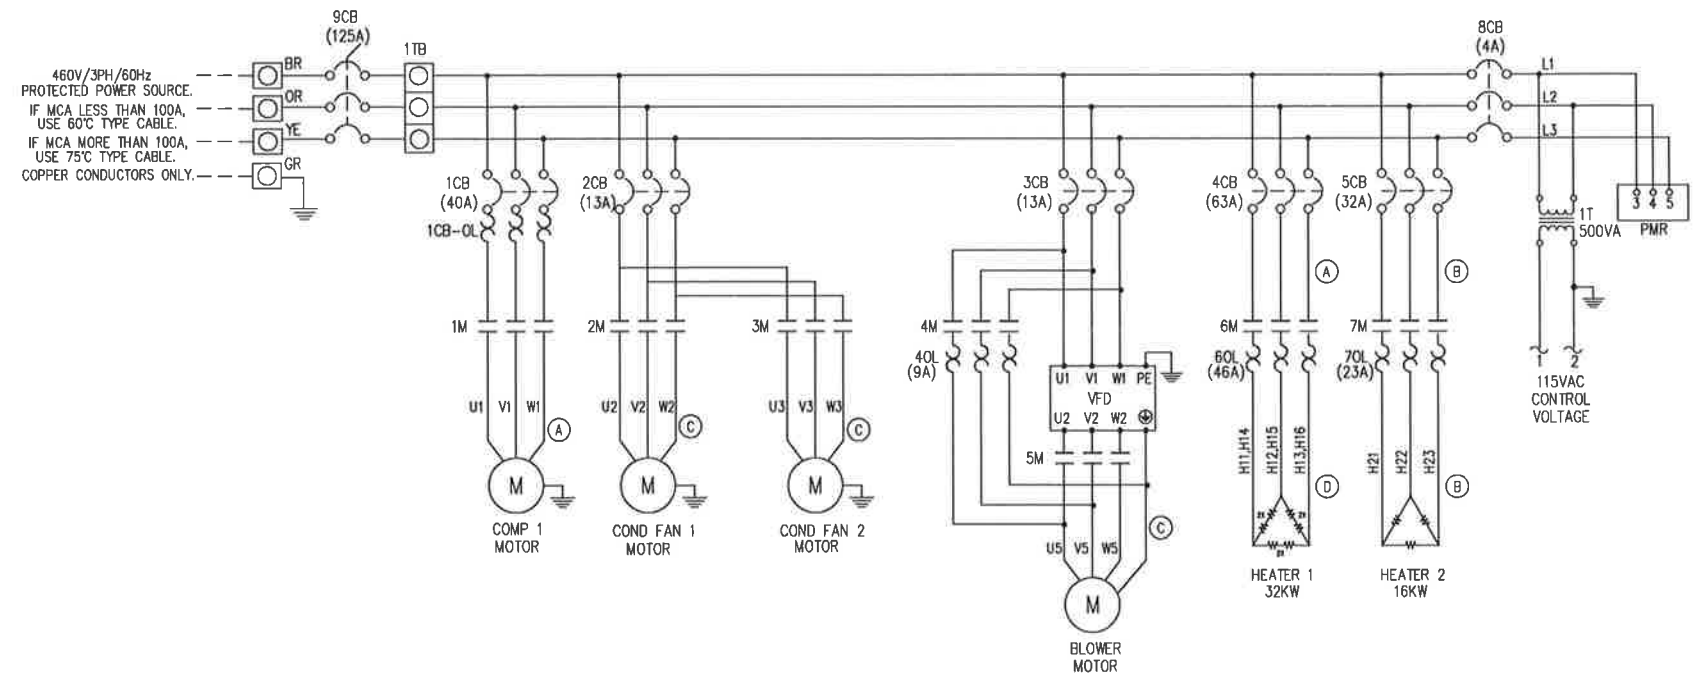 9CB
(125A)
1TB
8CB
(4A)
BR
460V/3PH/60Hz
PROTECTED POWER SOURCE.
OR
IF MCA LESS THAN 100A,
USE 60°C TYPE CABLE.
YE
IF MCA MORE THAN 100A,
USE 75°C TYPE CABLE.
GR
COPPER CONDUCTORS ONLY.
L1
L2
L3
1CB
(40A)
1CB-OL
2CB
(13A)
3CB
(13A)
4CB
(63A)
5CB
(32A)
3 4 5
PMR
1T
500VA
A
B
1M
2M
3M
4M
4OL
(9A)
6M
6OL
(46A)
7M
7OL
(23A)
1 2
115VAC
CONTROL
VOLTAGE
U1 V1 W1 PE
VFD
U2 V2 W2
U1 V1 W1
A
U2 V2 W2
C
U3 V3 W3
C
5M
H11,H14
H12,H15
H13,H16
D
H21
H22
H23
B
M
COMP 1
MOTOR
M
COND FAN 1
MOTOR
M
COND FAN 2
MOTOR
C
U5 V5 W5
M
BLOWER
MOTOR
HEATER 1
32KW
HEATER 2
16KW